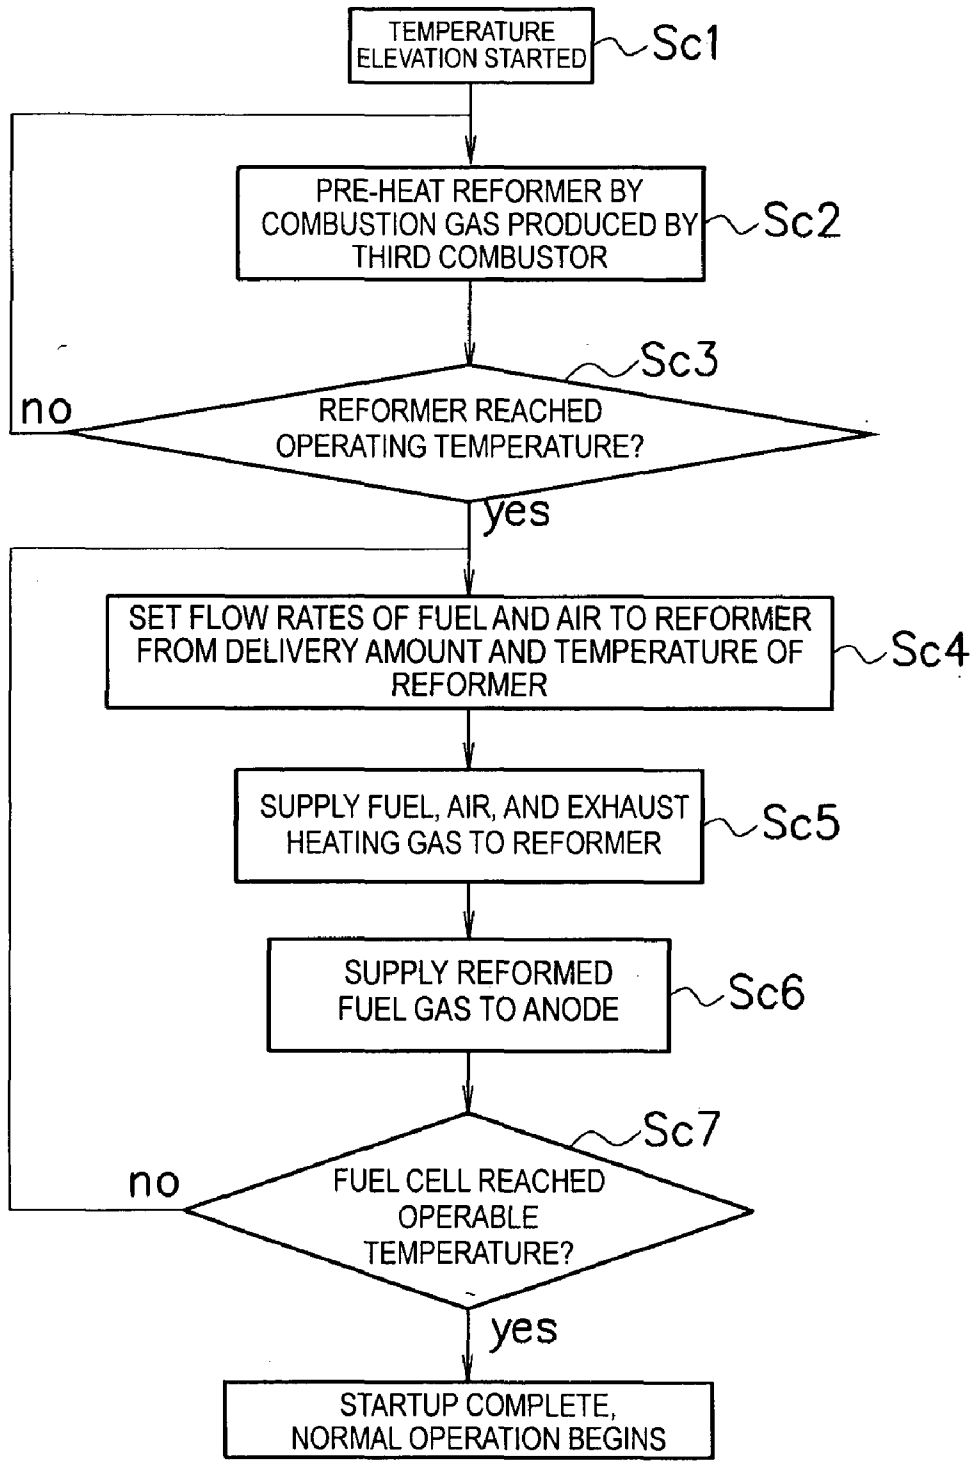 TEMPERATURE
ELEVATION STARTED
Sc1
PRE-HEAT REFORMER BY
COMBUSTION GAS PRODUCED BY
THIRD COMBUSTOR
Sc2
Sc3
no
REFORMER REACHED
OPERATING TEMPERATURE?
yes
SET FLOW RATES OF FUEL AND AIR TO REFORMER
FROM DELIVERY AMOUNT AND TEMPERATURE OF
REFORMER
Sc4
SUPPLY FUEL, AIR, AND EXHAUST
HEATING GAS TO REFORMER
Sc5
SUPPLY REFORMED
FUEL GAS TO ANODE
Sc6
Sc7
no
FUEL CELL REACHED
OPERABLE
TEMPERATURE?
yes
STARTUP COMPLETE,
NORMAL OPERATION BEGINS